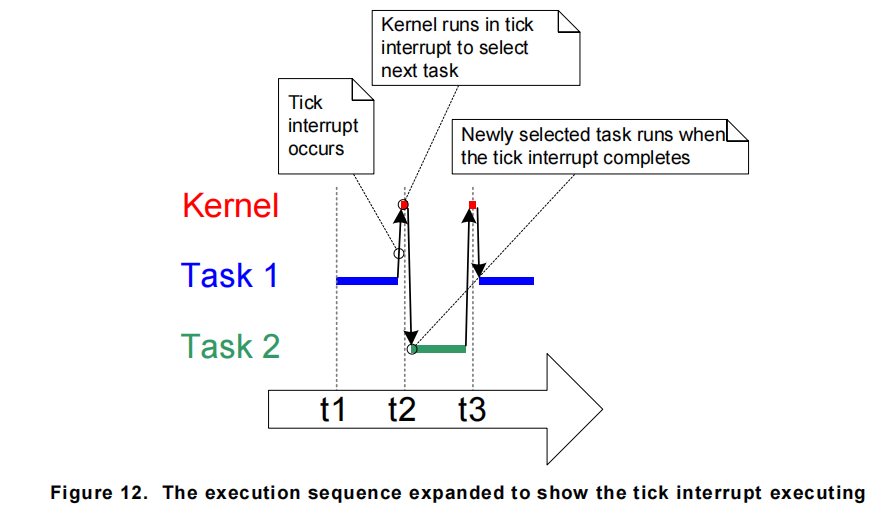 Kernel runs in tick
interrupt to select
next task
Tick
interrupt
occurs
Newly selected task runs when
the tick interrupt completes
Kernel
Task 1
Task 2
t1 t2 t3
Figure 12. The execution sequence expanded to show the tick interrupt executing